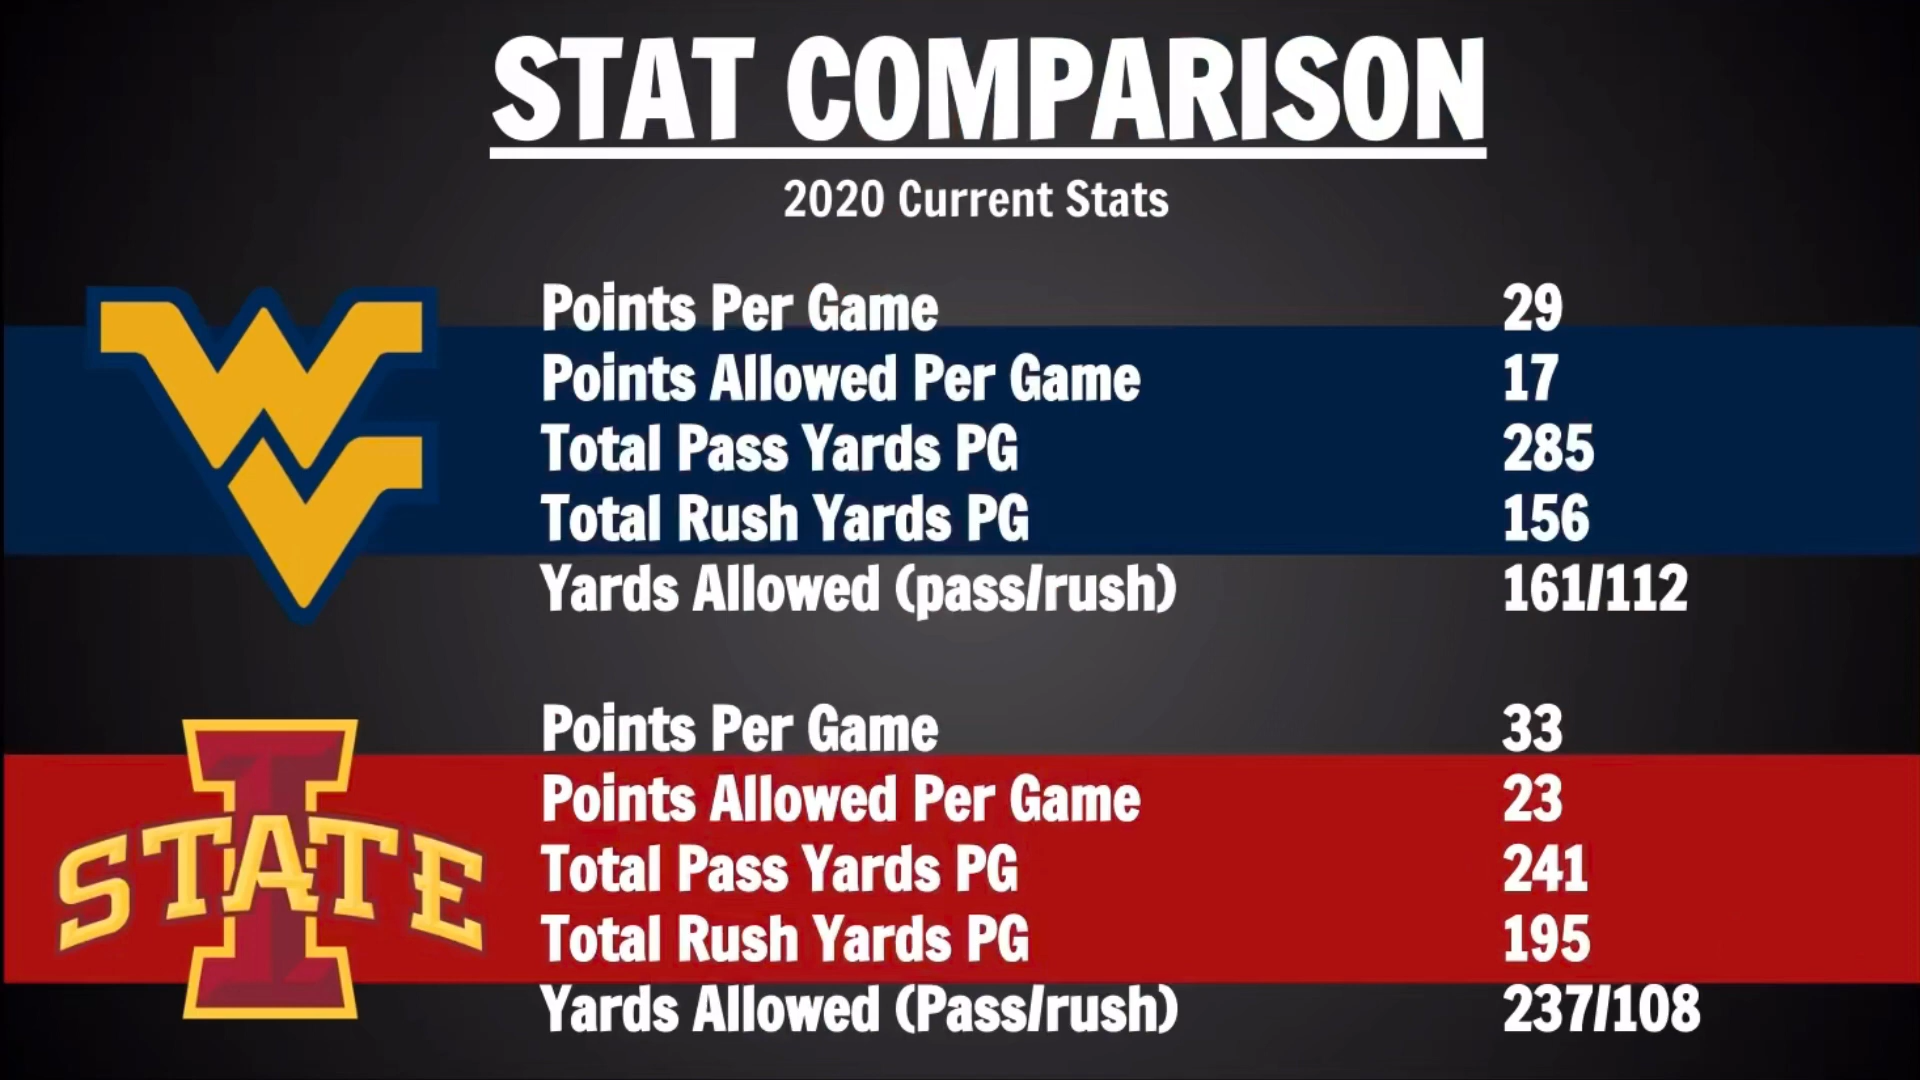 STAT COMPARISON
2020 Current Stats
WV
Points Per Game 29
Points Allowed Per Game 17
Total Pass Yards PG 285
Total Rush Yards PG 156
Yards Allowed (pass/rush) 161/112
I STATE
Points Per Game 33
Points Allowed Per Game 23
Total Pass Yards PG 241
Total Rush Yards PG 195
Yards Allowed (Pass/rush) 237/108